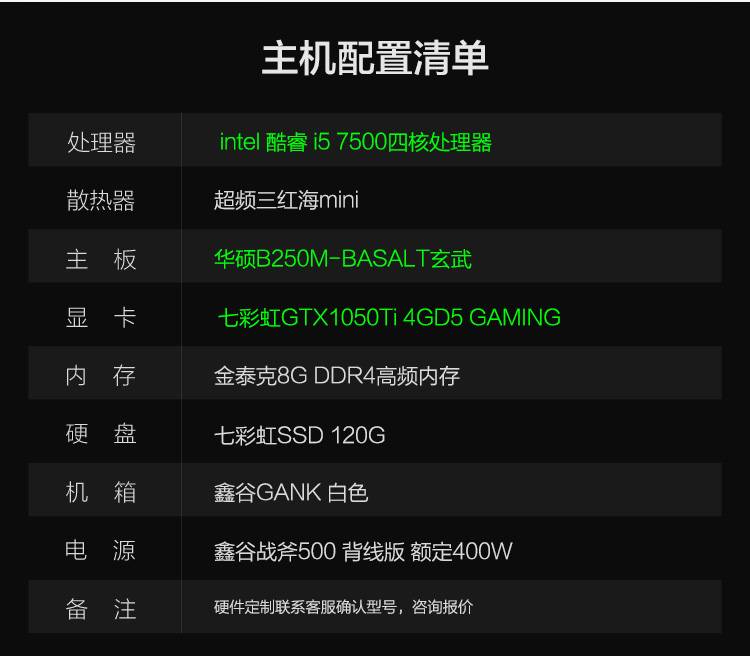 主机配置清单
处理器 intel 酷睿 i5 7500四核处理器
散热器 超频三红海mini
主 板 华硕B250M-BASALT玄武
显 卡 七彩虹GTX1050Ti 4GD5 GAMING
内 存 金泰克8G DDR4高频内存
硬 盘 七彩虹SSD 120G
机 箱 鑫谷GANK 白色
电 源 鑫谷战斧500 背线版 额定400W
备 注 硬件定制联系客服确认型号，咨询报价